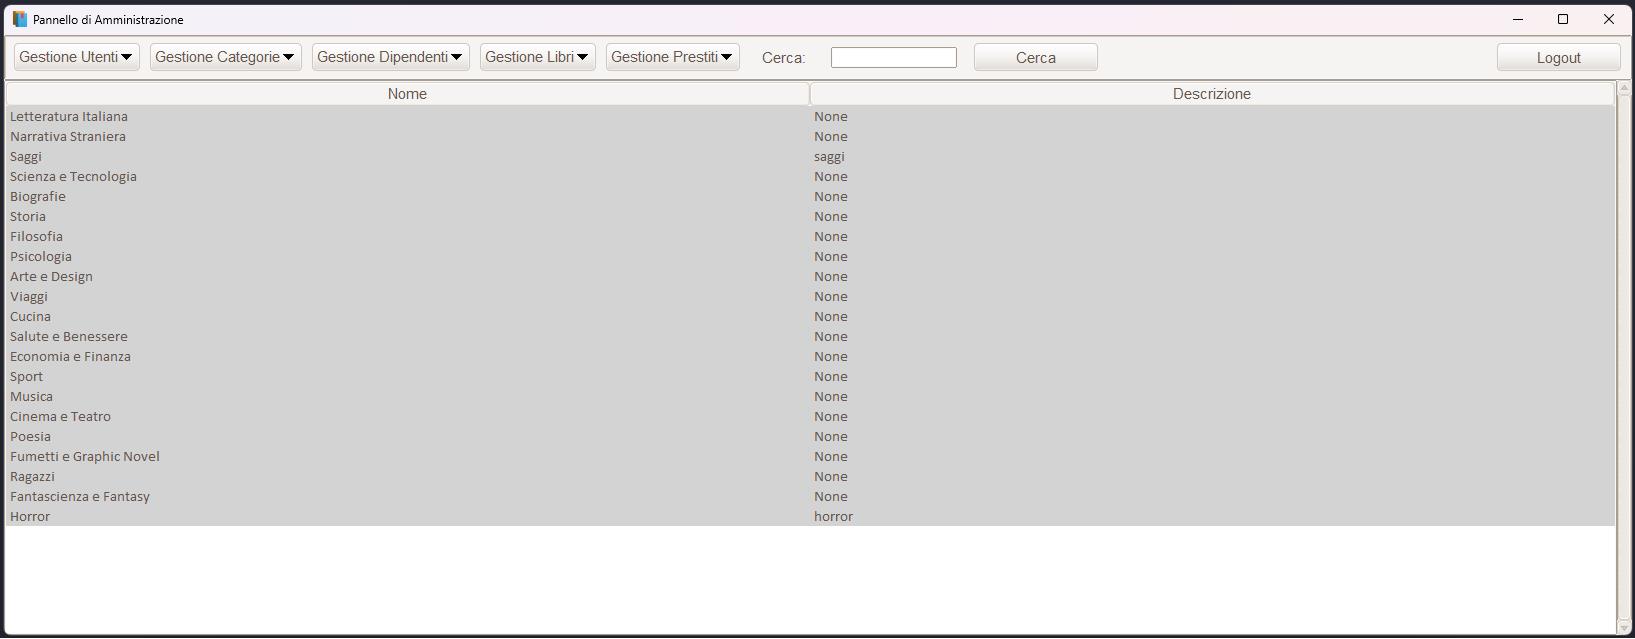 Pannello di Amministrazione
Gestione Utenti Gestione Categorie Gestione Dipendenti Gestione Libri Gestione Prestiti Cerca: Cerca Logout
Nome Descrizione
Letteratura Italiana None
Narrativa Straniera None
Saggi saggi
Scienza e Tecnologia None
Biografie None
Storia None
Filosofia None
Psicologia None
Arte e Design None
Viaggi None
Cucina None
Salute e Benessere None
Economia e Finanza None
Sport None
Musica None
Cinema e Teatro None
Poesia None
Fumetti e Graphic Novel None
Ragazzi None
Fantascienza e Fantasy None
Horror horror